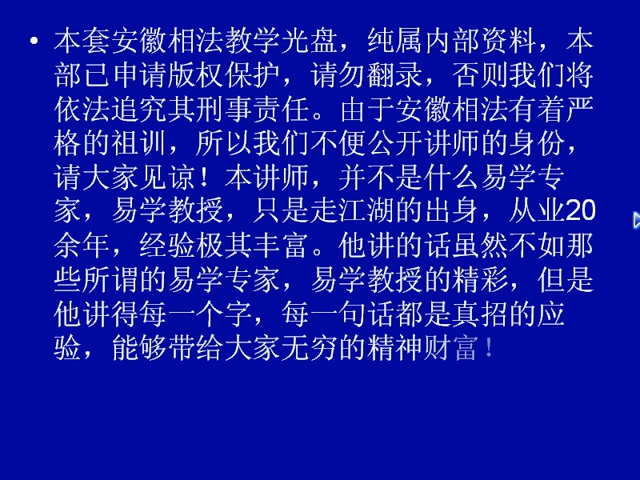 • 本套安徽相法教学光盘，纯属内部资料，本
部已申请版权保护，请勿翻录，否则我们将
依法追究其刑事责任。由于安徽相法有着严
格的祖训，所以我们不便公开讲师的身份，
请大家见谅！本讲师，并不是什么易学专
家，易学教授，只是走江湖的出身，从业20
余年，经验极其丰富。他讲的话虽然不如那
些所谓的易学专家，易学教授的精彩，但是
他讲得每一个字，每一句话都是真招的应
验，能够带给大家无穷的精神财富！